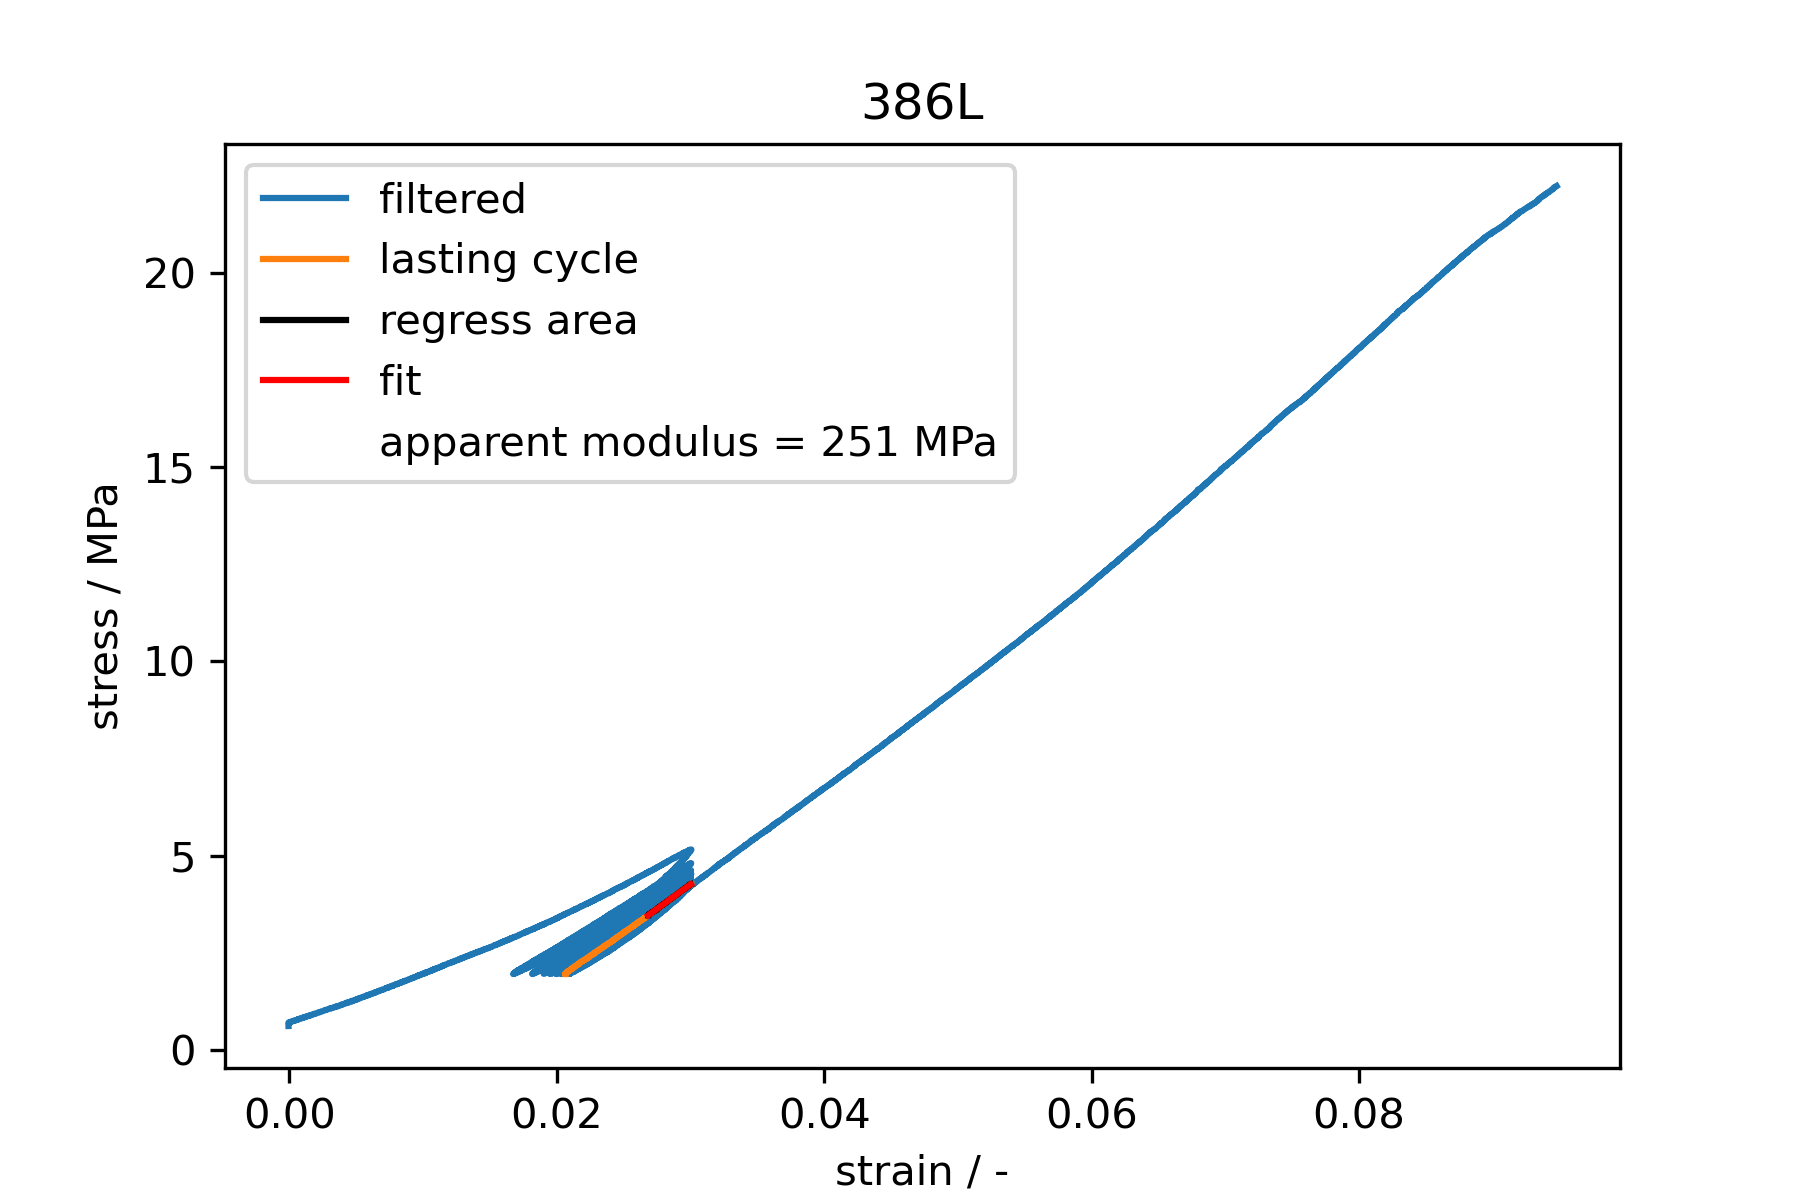 386L
filtered
lasting cycle
regress area
fit
apparent modulus = 251 MPa
stress / MPa
20
15
10
5
0
0.00 0.02 0.04 0.06 0.08
strain / -